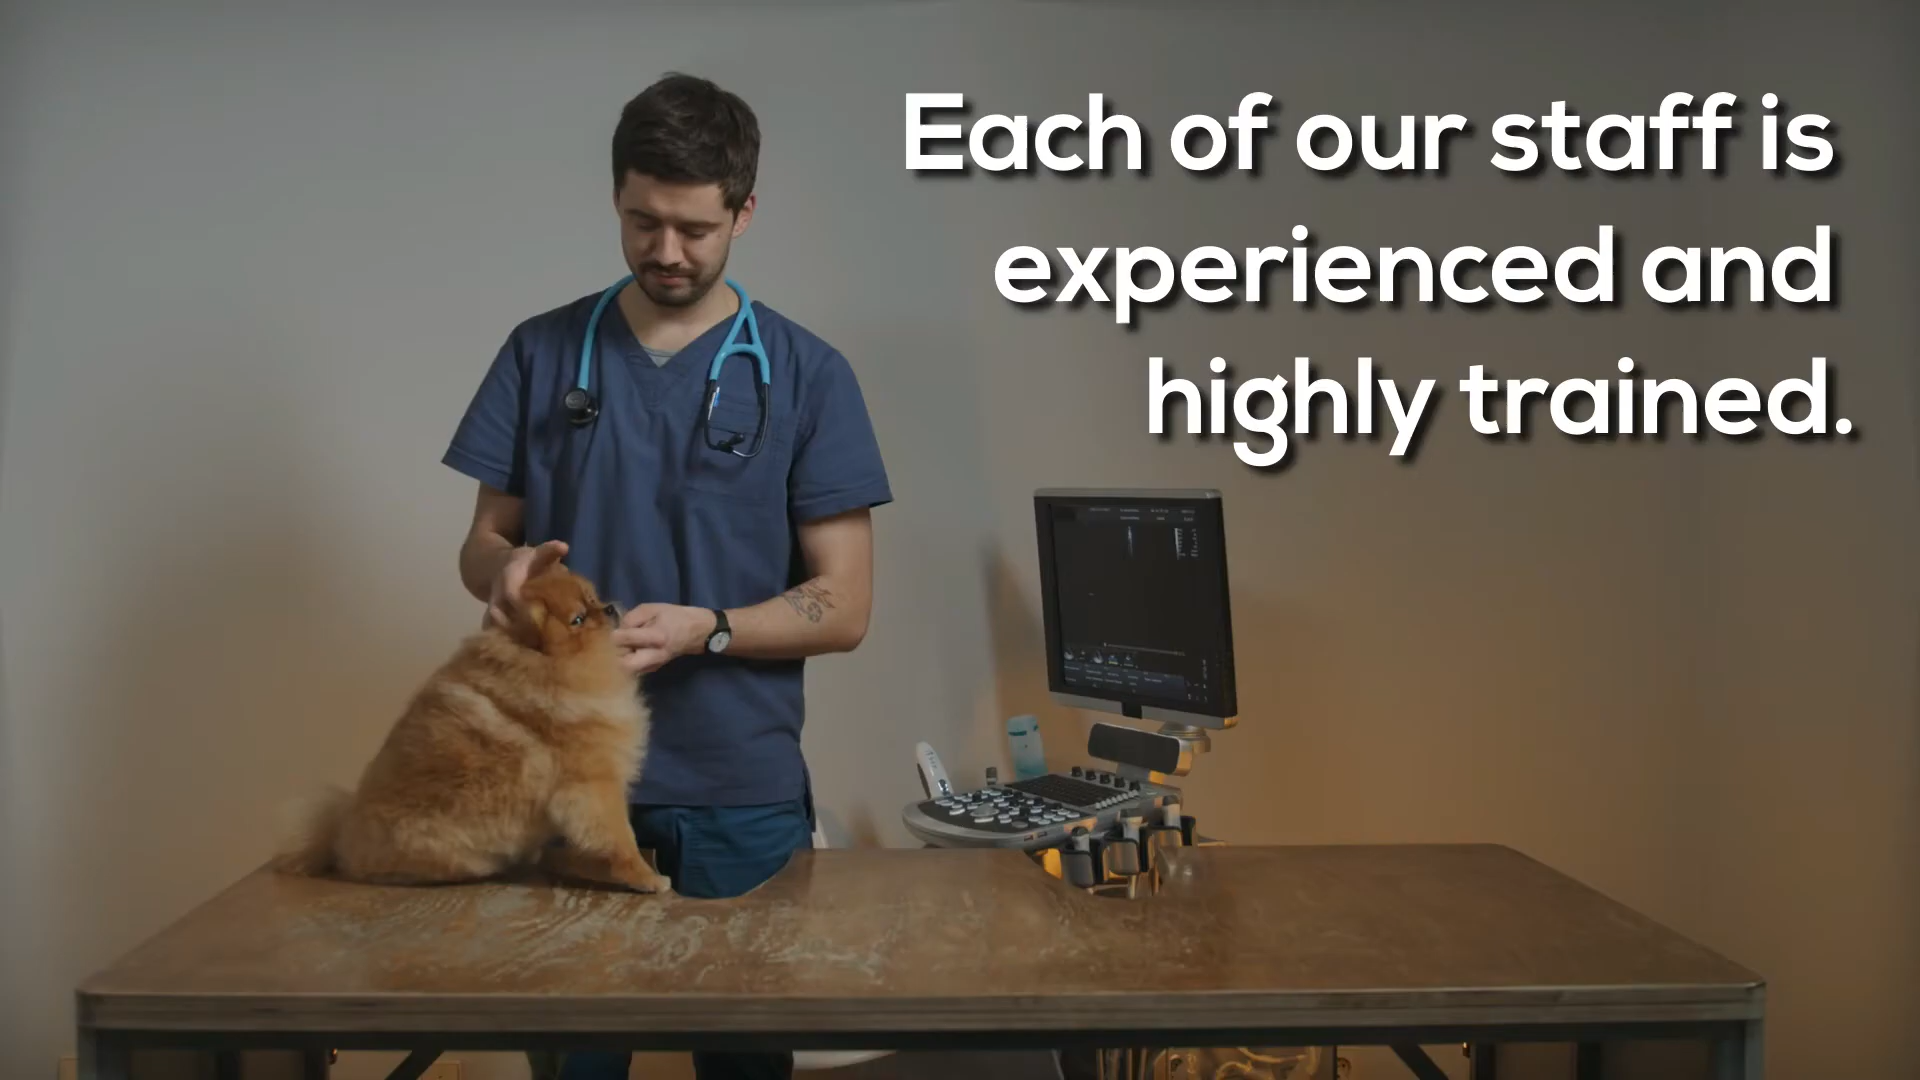 Each of our staff is
experienced and
highly trained.